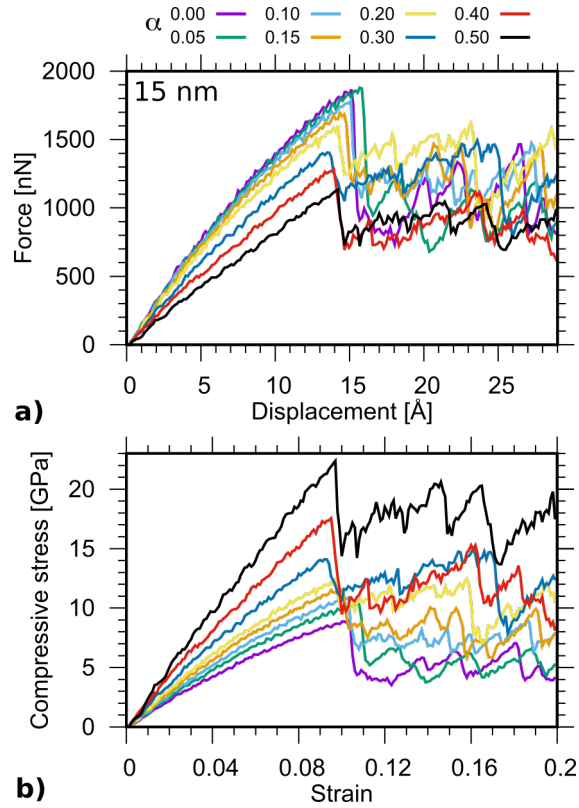 α 0.00 0.10 0.20 0.40
0.05 0.15 0.30 0.50
15 nm
2000
1500
1000
500
0
Force [nN]
0 5 10 15 20 25
Displacement [Å]
a)
20
15
10
5
0
Compressive stress [GPa]
0.04 0.08 0.12 0.16 0.2
Strain
b)